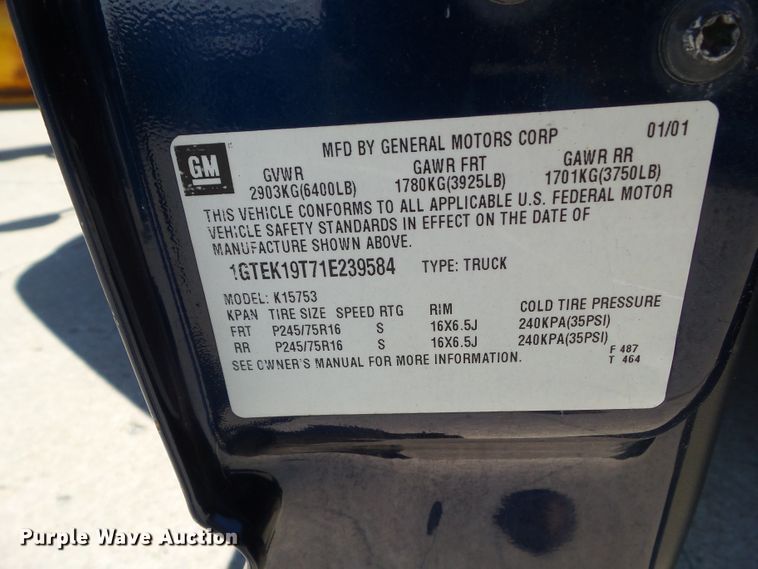 MFD BY GENERAL MOTORS CORP 01/01
GM
GVWR GAWR FRT GAWR RR
2903KG(6400LB) 1780KG(3925LB) 1701KG(3750LB)
THIS VEHICLE CONFORMS TO ALL APPLICABLE U.S. FEDERAL MOTOR
VEHICLE SAFETY STANDARDS IN EFFECT ON THE DATE OF
MANUFACTURE SHOWN ABOVE.
1GTEK19T71E239584 TYPE: TRUCK
MODEL: K15753
KPAN TIRE SIZE SPEED RTG RIM COLD TIRE PRESSURE
FRT P245/75R16 S 16X6.5J 240KPA(35PSI)
RR P245/75R16 S 16X6.5J 240KPA(35PSI)
SEE OWNER'S MANUAL FOR MORE INFORMATION.
F 487
T 464
Purple Wave Auction